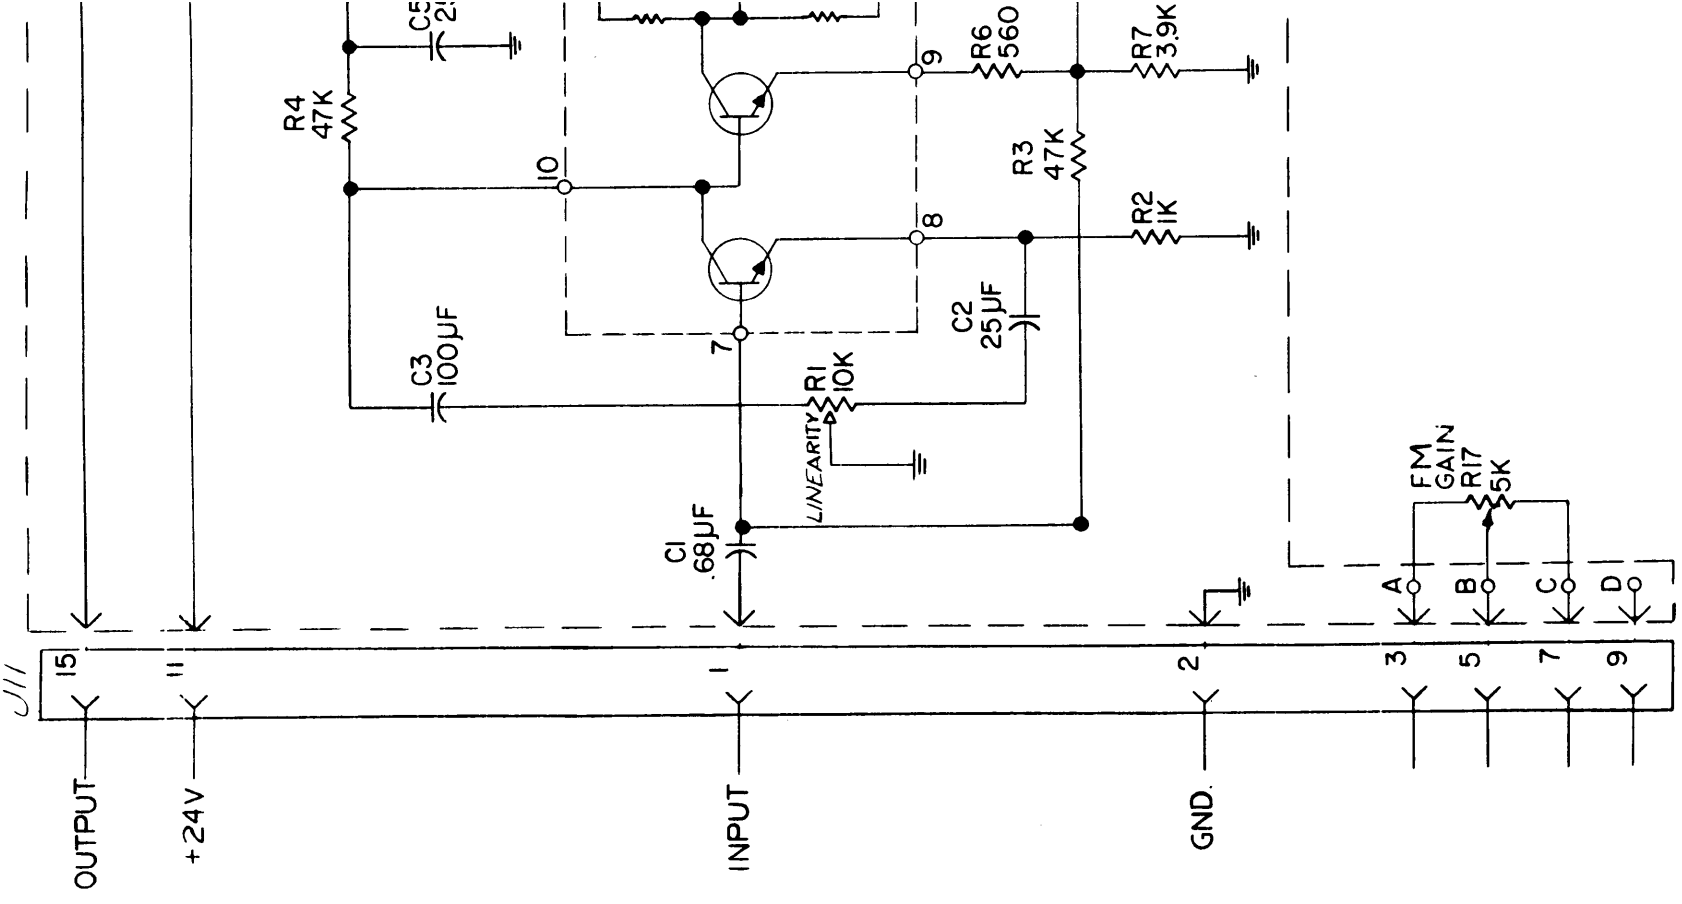 C5
R4
47K
10
9
R6
560
R7
3.9K
R3
47K
8
R2
1K
C3
100µF
7
R1
10K
LINEARITY
C2
25µF
C1
.68µF
FM
GAIN
R17
5K
A
B
C
D
J11
15
11
1
2
3
5
7
9
OUTPUT
+24V
INPUT
GND.